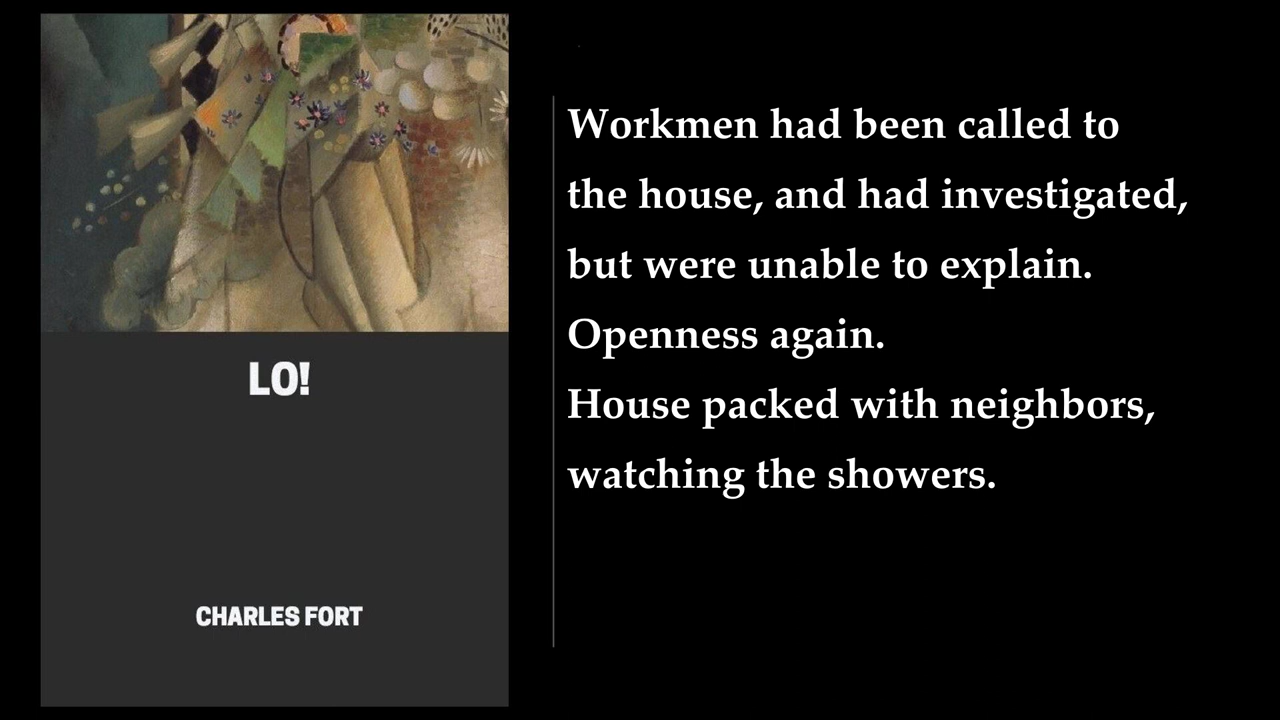 LO!
CHARLES FORT
Workmen had been called to
the house, and had investigated,
but were unable to explain.
Openness again.
House packed with neighbors,
watching the showers.